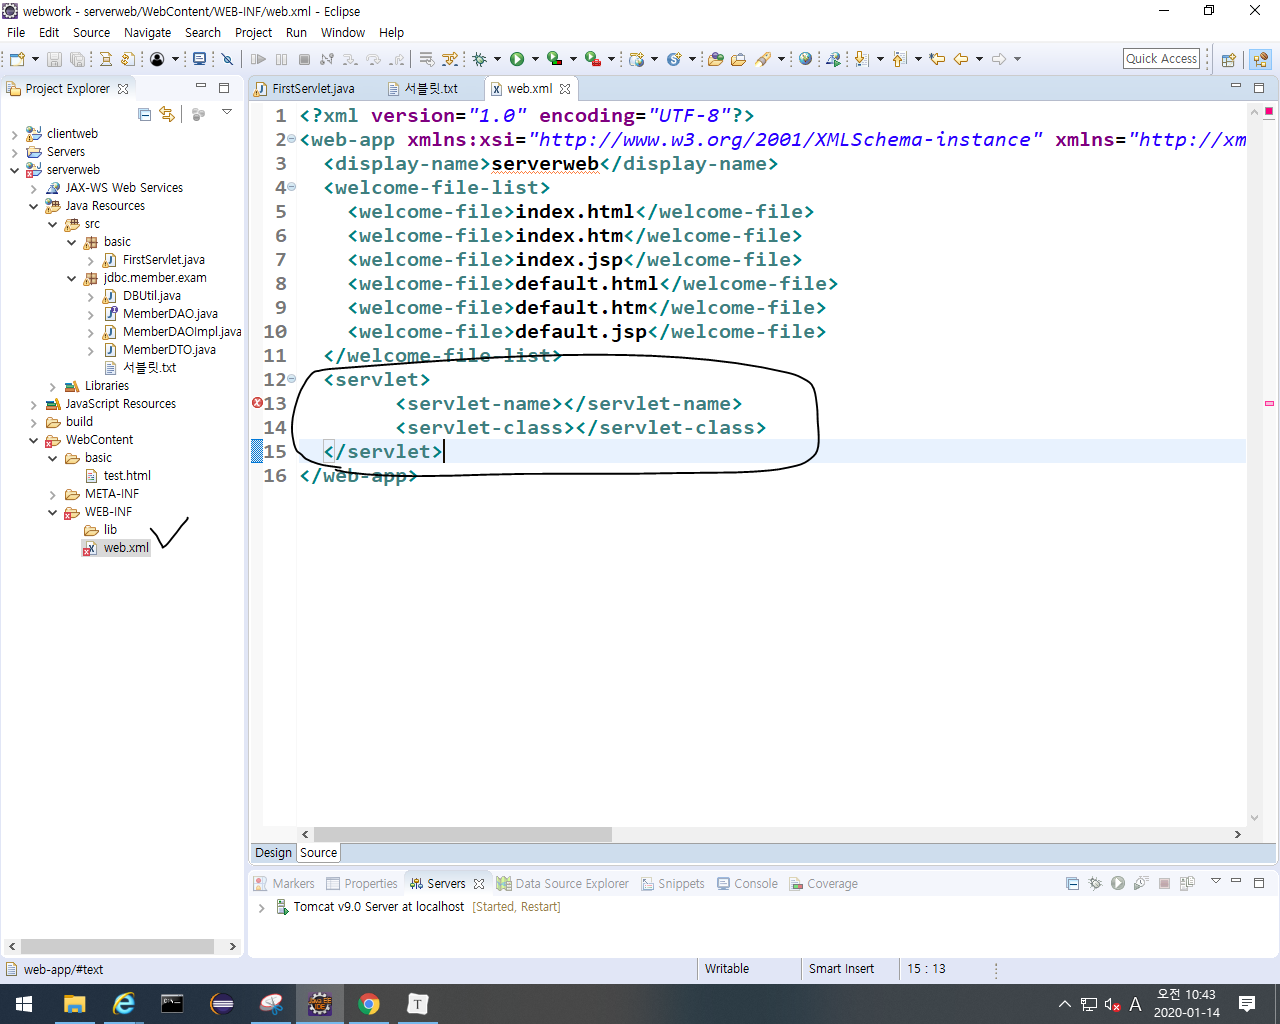 webwork - serverweb/WebContent/WEB-INF/web.xml - Eclipse
File Edit Source Navigate Search Project Run Window Help
Quick Access
Project Explorer
clientweb
Servers
serverweb
JAX-WS Web Services
Java Resources
src
basic
FirstServlet.java
jdbc.member.exam
DBUtil.java
MemberDAO.java
MemberDAOImpl.java
MemberDTO.java
서블릿.txt
Libraries
JavaScript Resources
build
WebContent
basic
test.html
META-INF
WEB-INF
lib
web.xml
FirstServlet.java 서블릿.txt web.xml
1 <?xml version="1.0" encoding="UTF-8"?>
2 <web-app xmlns:xsi="http://www.w3.org/2001/XMLSchema-instance" xmlns="http://xm
3 <display-name>serverweb</display-name>
4 <welcome-file-list>
5 <welcome-file>index.html</welcome-file>
6 <welcome-file>index.htm</welcome-file>
7 <welcome-file>index.jsp</welcome-file>
8 <welcome-file>default.html</welcome-file>
9 <welcome-file>default.htm</welcome-file>
10 <welcome-file>default.jsp</welcome-file>
11 </welcome-file-list>
12 <servlet>
13 <servlet-name></servlet-name>
14 <servlet-class></servlet-class>
15 </servlet>
16 </web-app>
Design Source
Markers Properties Servers Data Source Explorer Snippets Console Coverage
Tomcat v9.0 Server at localhost [Started, Restart]
web-app/#text Writable Smart Insert 15 : 13
T
A
오전 10:43
2020-01-14